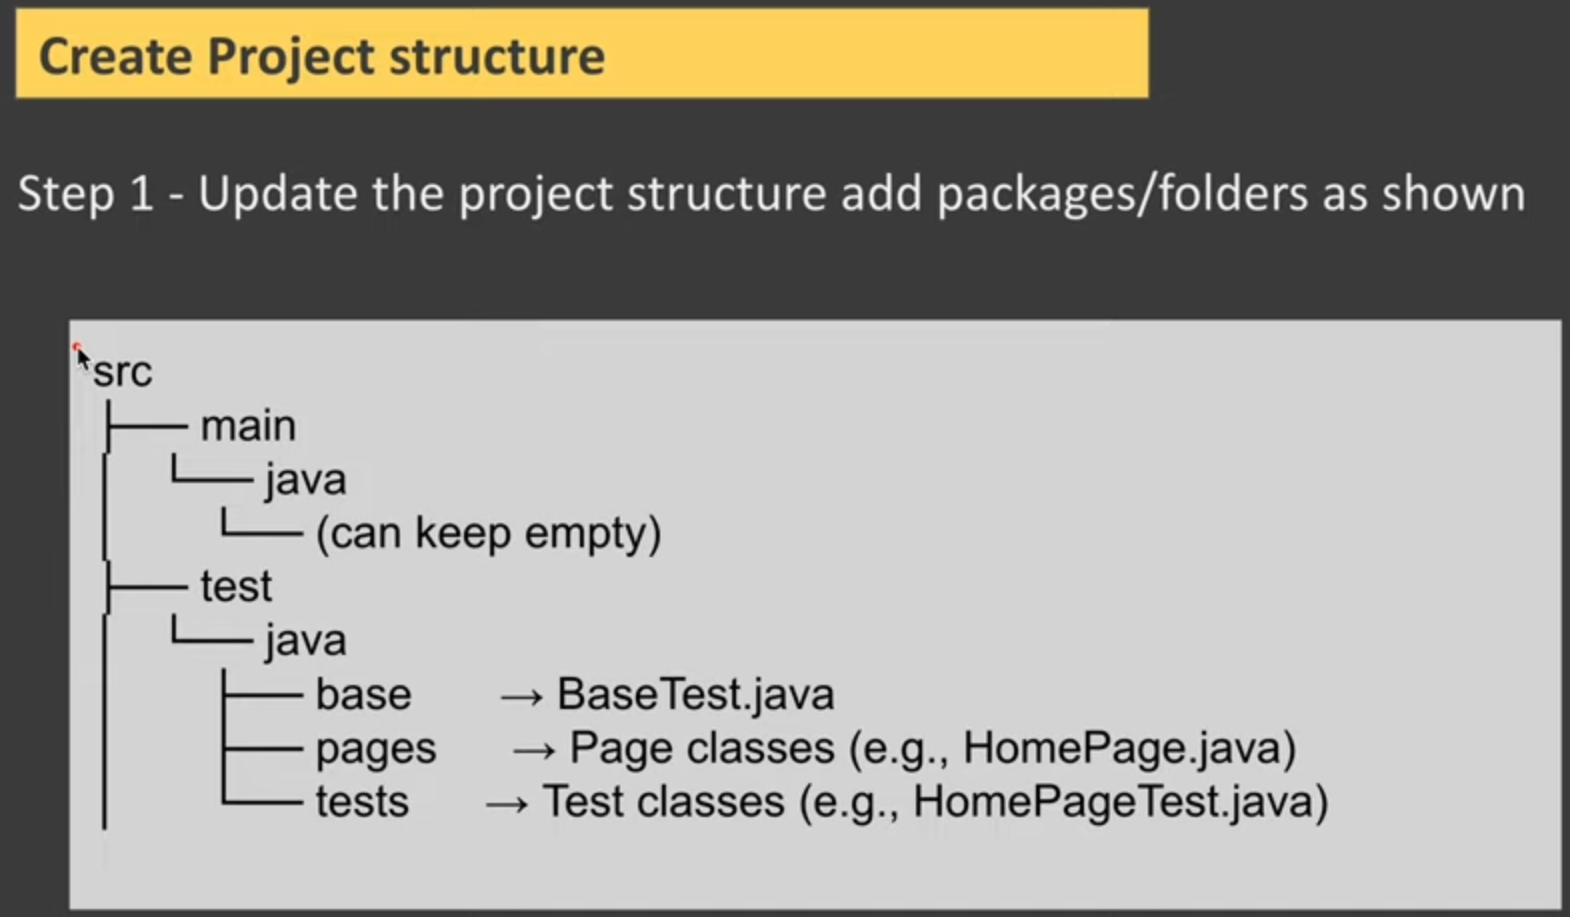 Create Project structure
Step 1 - Update the project structure add packages/folders as shown
src
├── main
│   └── java
│       └── (can keep empty)
├── test
│   └── java
│       ├── base → BaseTest.java
│       ├── pages → Page classes (e.g., HomePage.java)
│       └── tests → Test classes (e.g., HomePageTest.java)